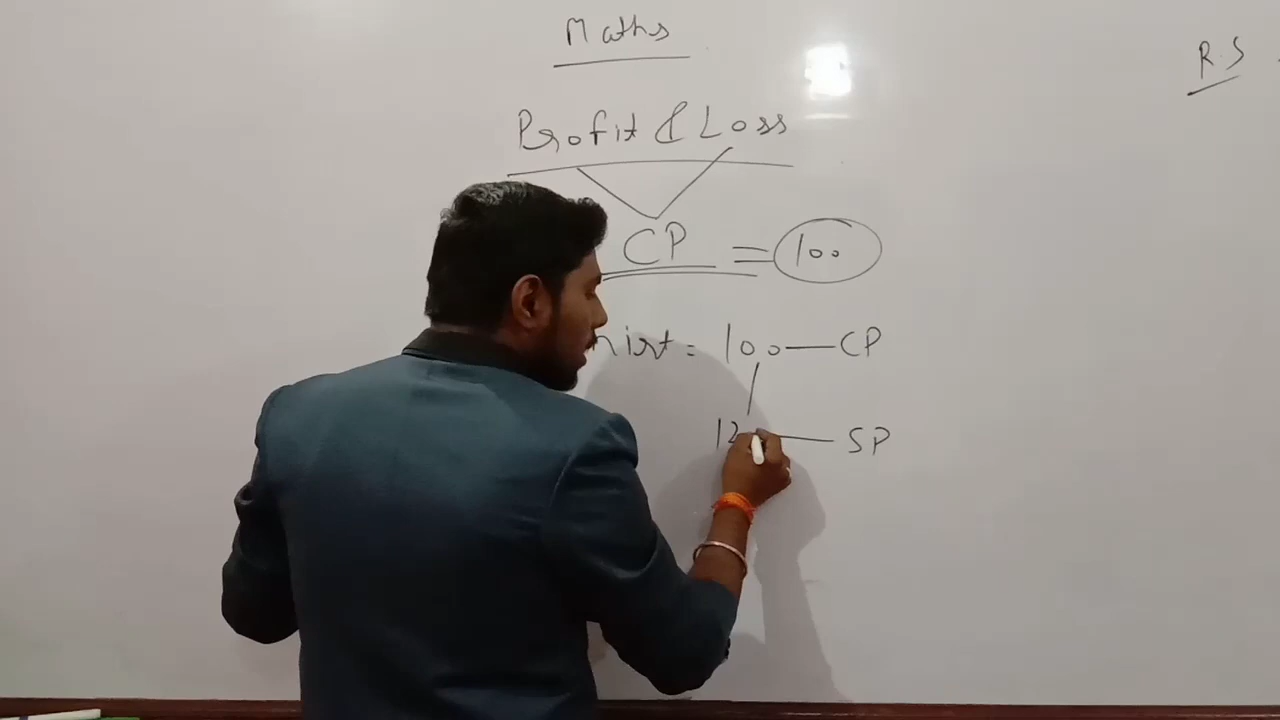 Maths
R.S
Profit & Loss
CP = 100
= 100 — CP
12 — SP